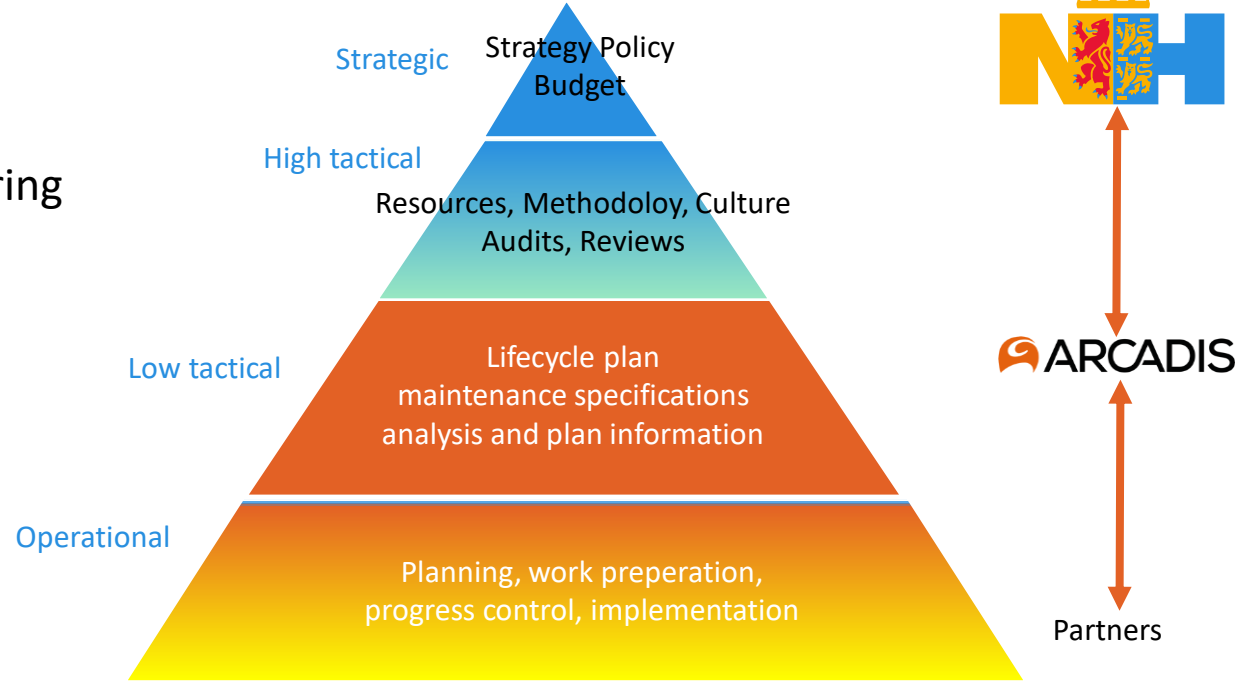 Strategic
Strategy Policy
Budget
NH
High tactical
ring
Resources, Methodoloy, Culture
Audits, Reviews
Low tactical
Lifecycle plan
maintenance specifications
analysis and plan information
ARCADIS
Operational
Planning, work preperation,
progress control, implementation
Partners